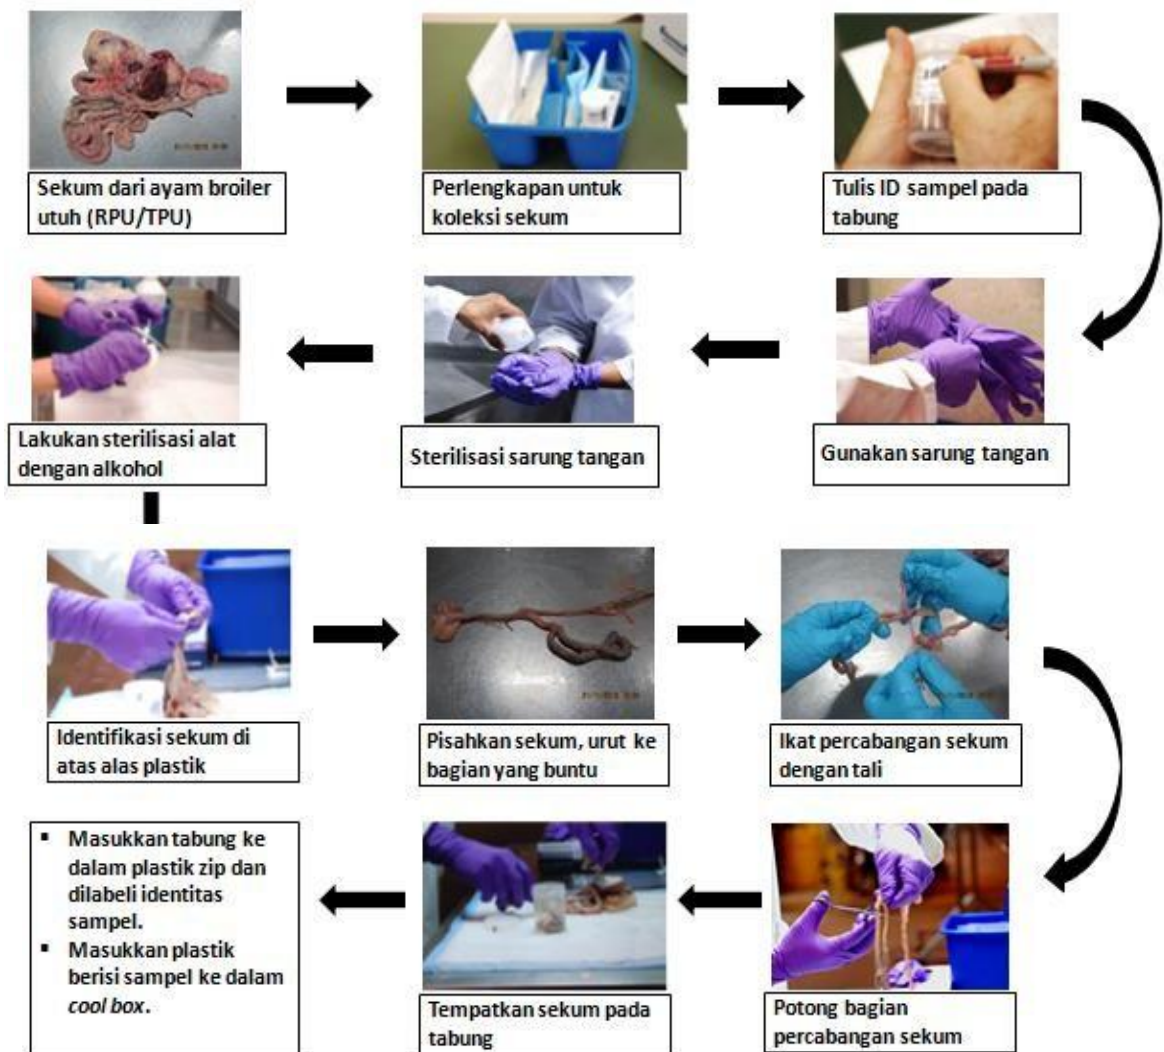 Sekum dari ayam broiler
utuh (RPU/TPU)
Perlengkapan untuk
koleksi sekum
Tulis ID sampel pada
tabung
Gunakan sarung tangan
Sterilisasi sarung tangan
Lakukan sterilisasi alat
dengan alkohol
Identifikasi sekum di
atas alas plastik
Pisahkan sekum, urut ke
bagian yang buntu
Ikat percabangan sekum
dengan tali
Potong bagian
percabangan sekum
Tempatkan sekum pada
tabung
▪ Masukkan tabung ke
dalam plastik zip dan
dilabeli identitas
sampel.
▪ Masukkan plastik
berisi sampel ke dalam
cool box.